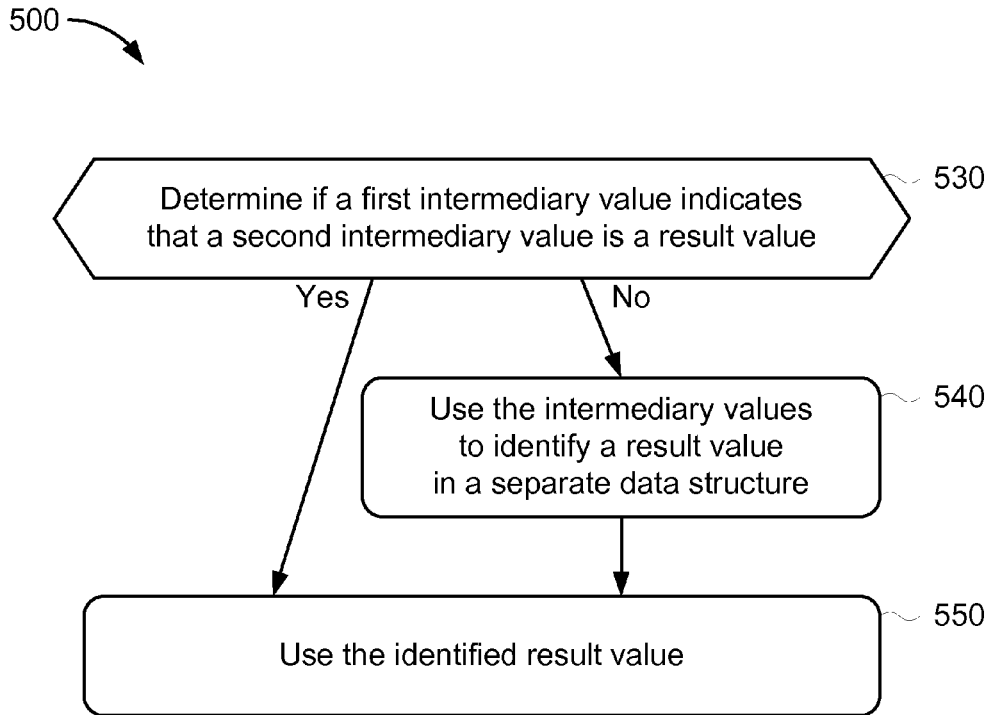 500
Determine if a first intermediary value indicates
that a second intermediary value is a result value
530
Yes
No
Use the intermediary values
to identify a result value
in a separate data structure
540
Use the identified result value
550